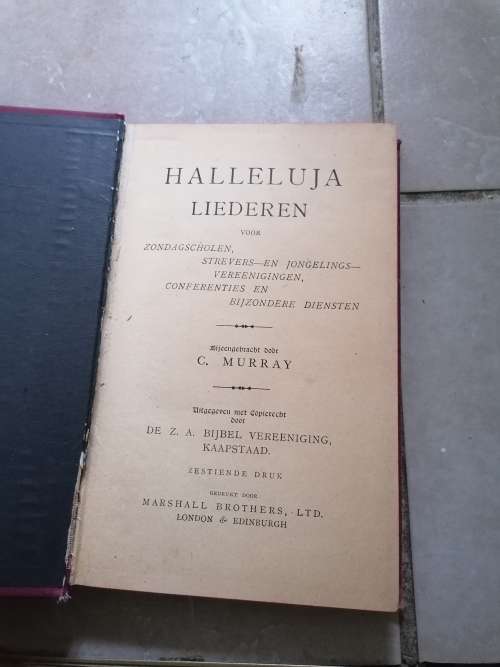 HALLELUJA
LIEDEREN
VOOR
ZONDAGSCHOLEN,
STREVERS—EN JONGELINGS—
VEREENIGINGEN,
CONFERENTIES EN
BIJZONDERE DIENSTEN
Bijeengebracht door
C. MURRAY
Uitgegeven met Copierecht
door
DE Z. A. BIJBEL VEREENIGING,
KAAPSTAAD.
ZESTIENDE DRUK
GEDRUKT DOOR
MARSHALL BROTHERS, LTD.
LONDON & EDINBURGH